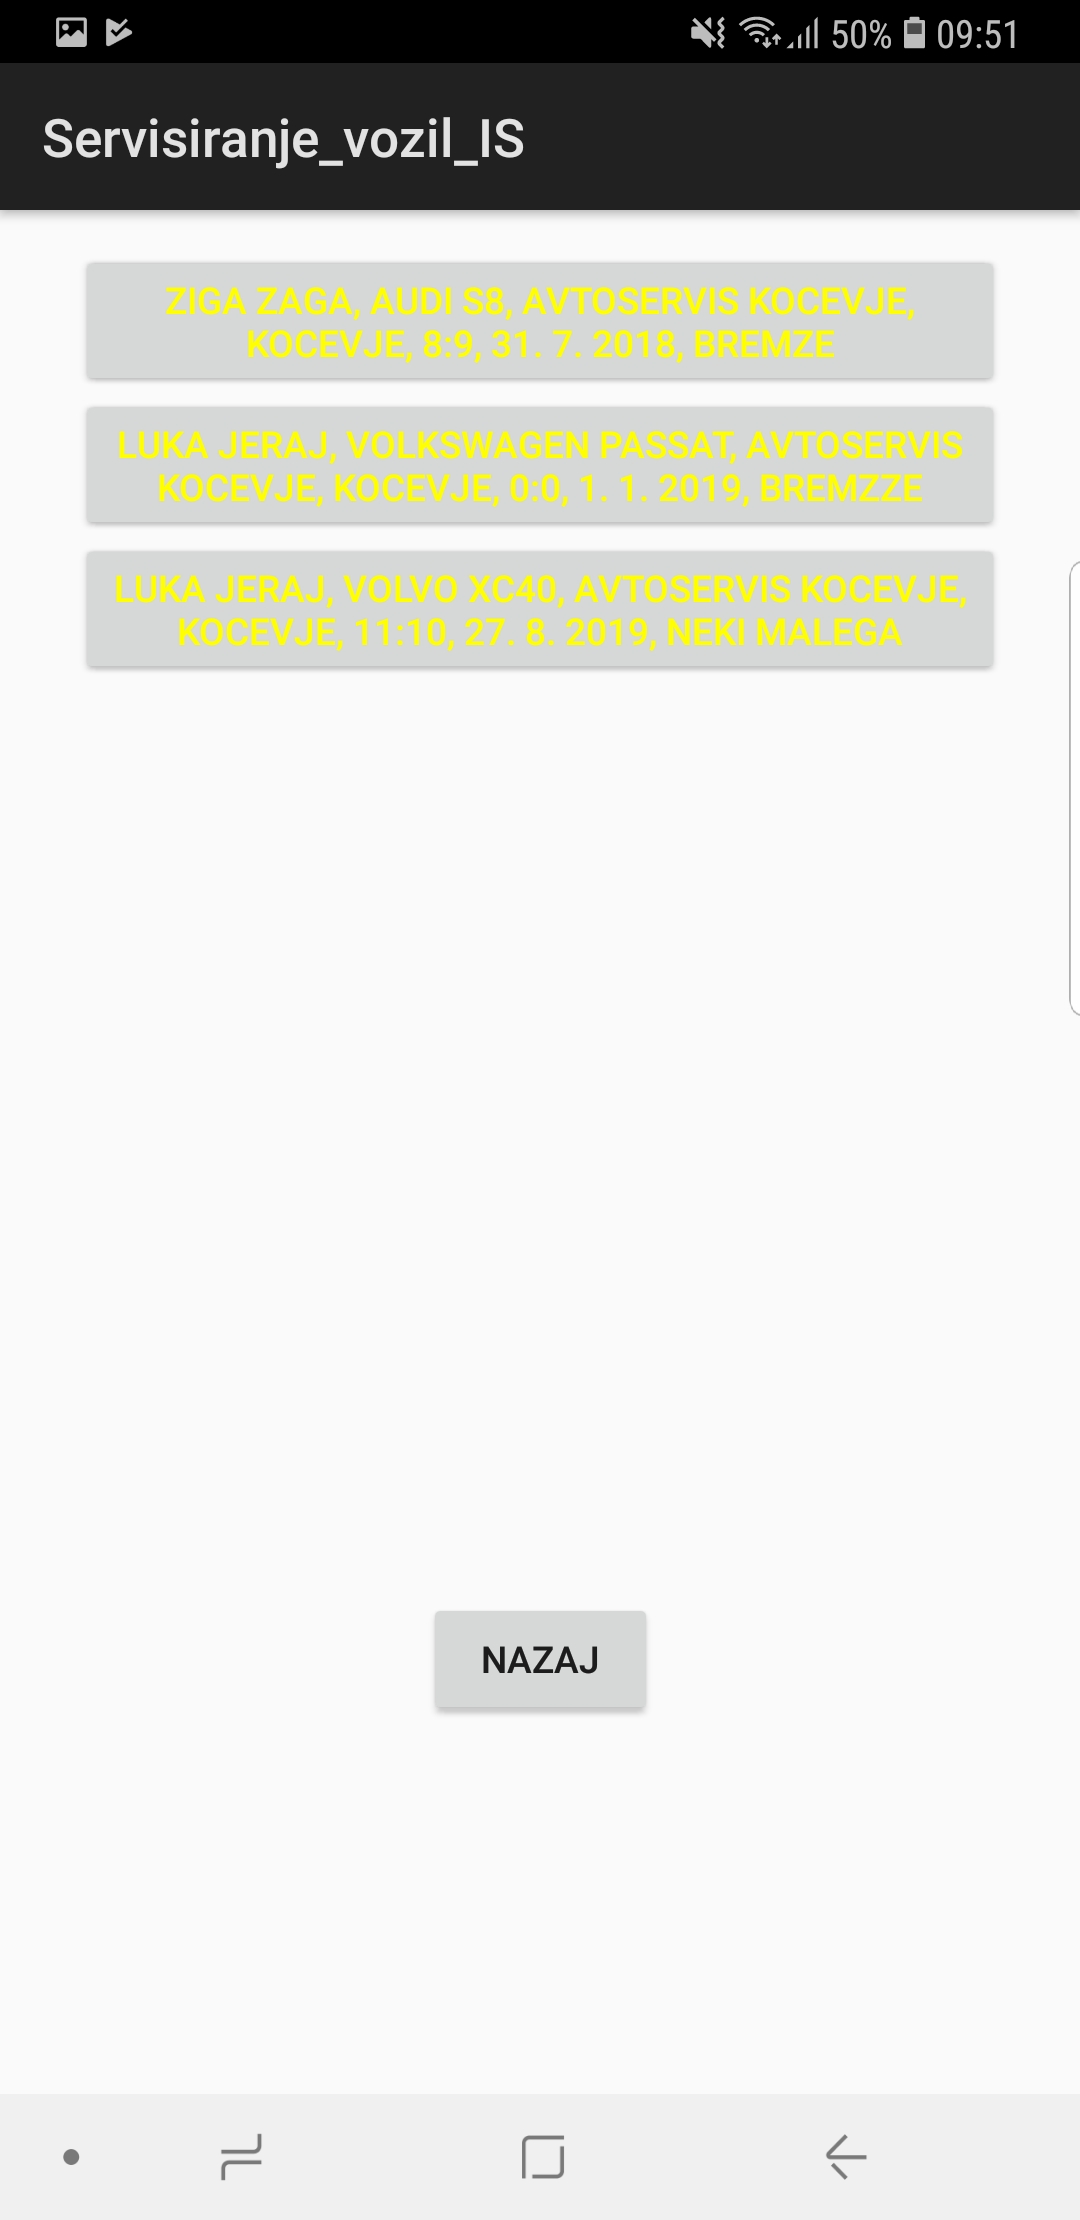 50% 09:51
Servisiranje_vozil_IS
ZIGA ZAGA, AUDI S8, AVTOSERVIS KOCEVJE,
KOCEVJE, 8:9, 31. 7. 2018, BREMZE
LUKA JERAJ, VOLKSWAGEN PASSAT, AVTOSERVIS
KOCEVJE, KOCEVJE, 0:0, 1. 1. 2019, BREMZZE
LUKA JERAJ, VOLVO XC40, AVTOSERVIS KOCEVJE,
KOCEVJE, 11:10, 27. 8. 2019, NEKI MALEGA
NAZAJ